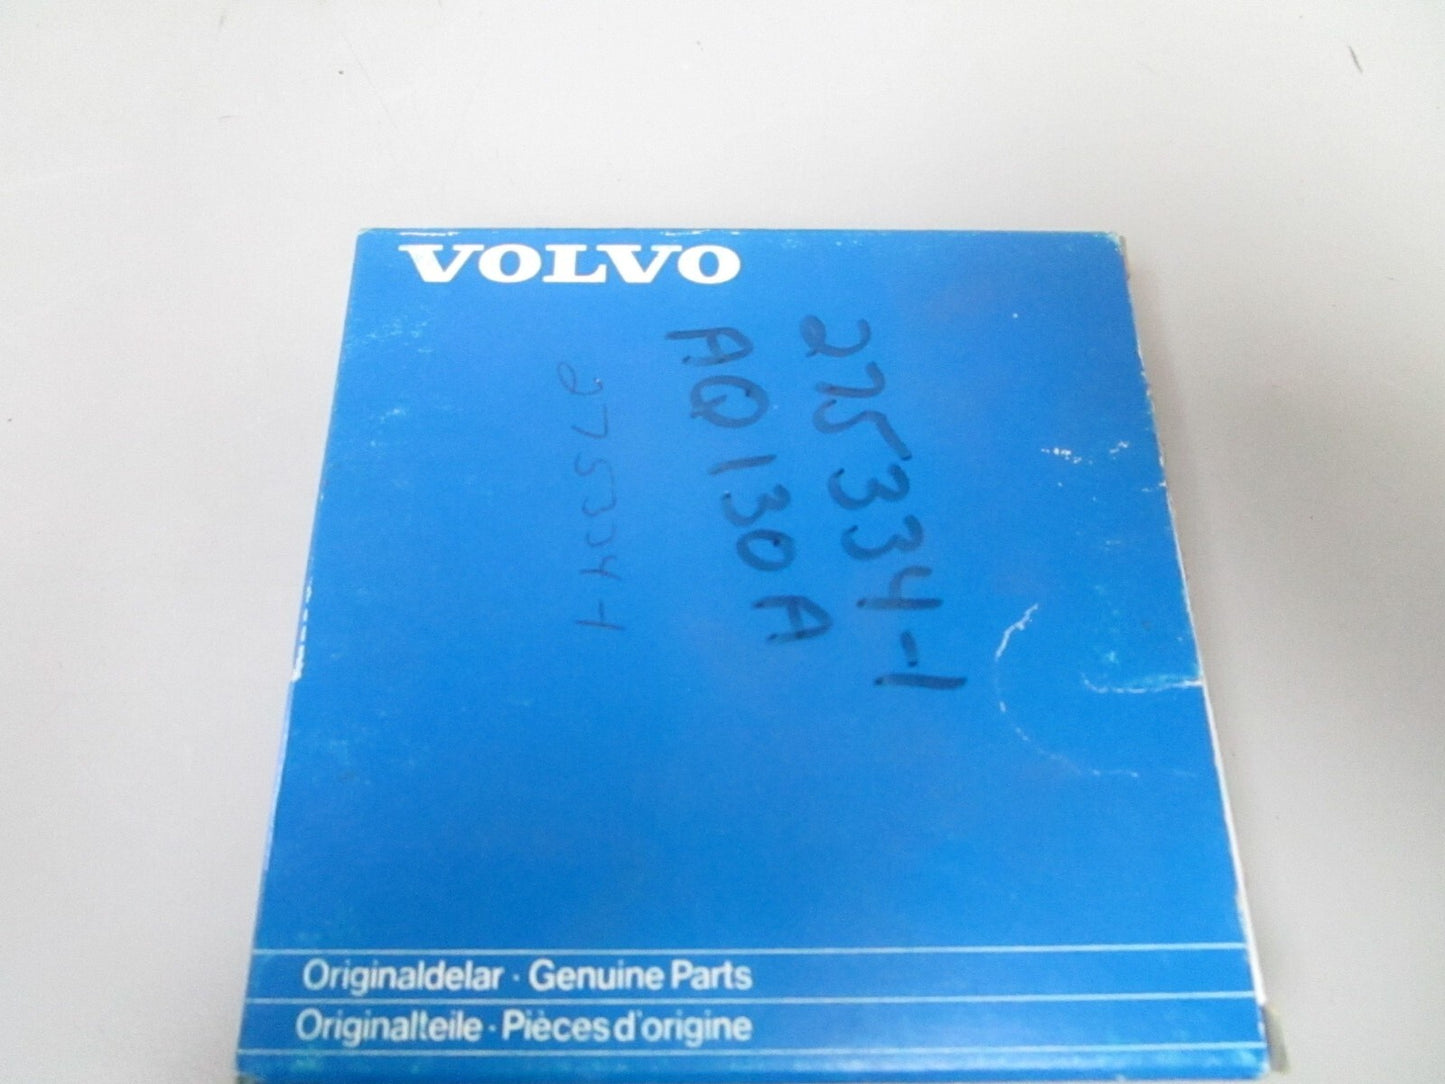 VOLVO
275334-1
AQ130A
275334-1
Originaldelar · Genuine Parts
Originalteile · Pièces d'origine